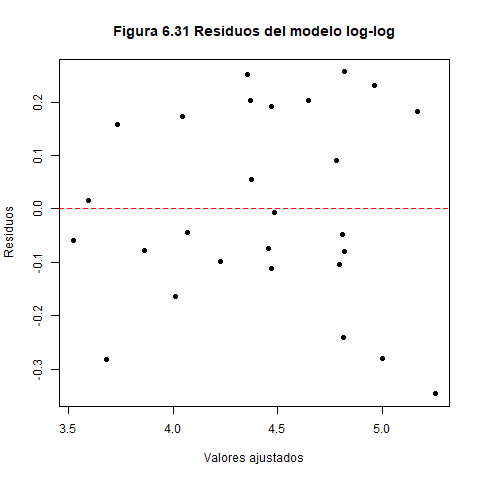 Figura 6.31 Residuos del modelo log-log
Residuos
0.2
0.1
0.0
-0.1
-0.2
-0.3
3.5 4.0 4.5 5.0
Valores ajustados